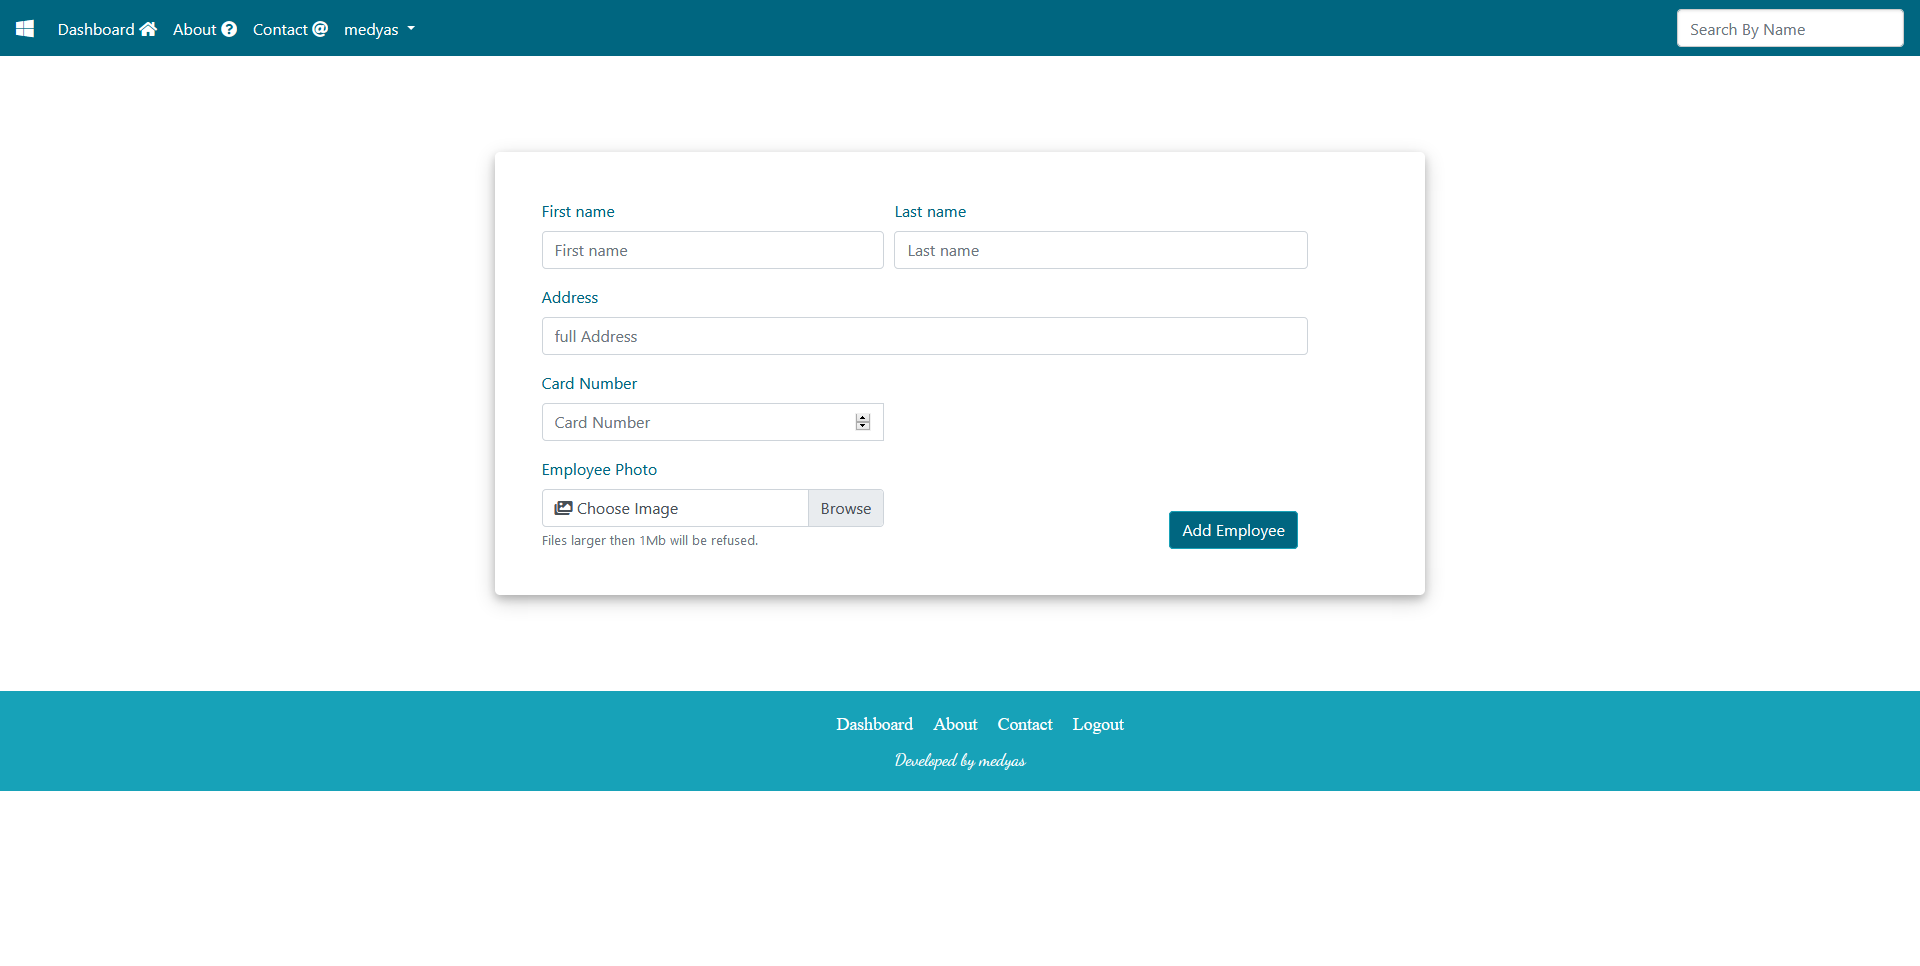 Dashboard About Contact medyas Search By Name
First name Last name
First name Last name
Address
full Address
Card Number
Card Number
Employee Photo
Choose Image Browse
Add Employee
Files larger then 1Mb will be refused.
Dashboard About Contact Logout
Developed by medyas